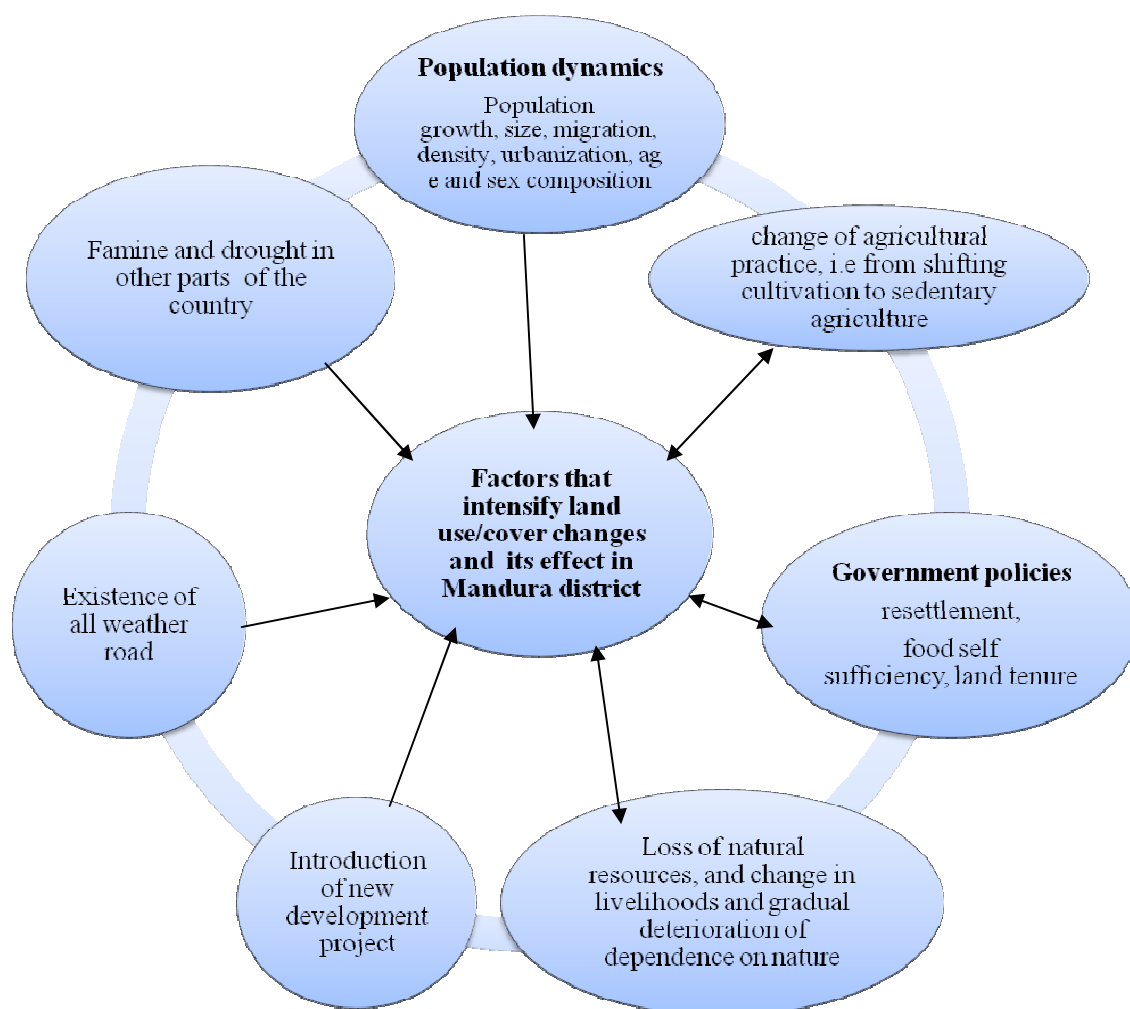 Population dynamics
Population
growth, size, migration,
density, urbanization, ag
e and sex composition
change of agricultural
practice, i.e from shifting
cultivation to sedentary
agriculture
Government policies
resettlement,
food self
sufficiency, land tenure
Loss of natural
resources, and change in
livelihoods and gradual
deterioration of
dependence on nature
Introduction
of new
development
project
Existence of
all weather
road
Famine and drought in
other parts of the
country
Factors that
intensify land
use/cover changes
and its effect in
Mandura district